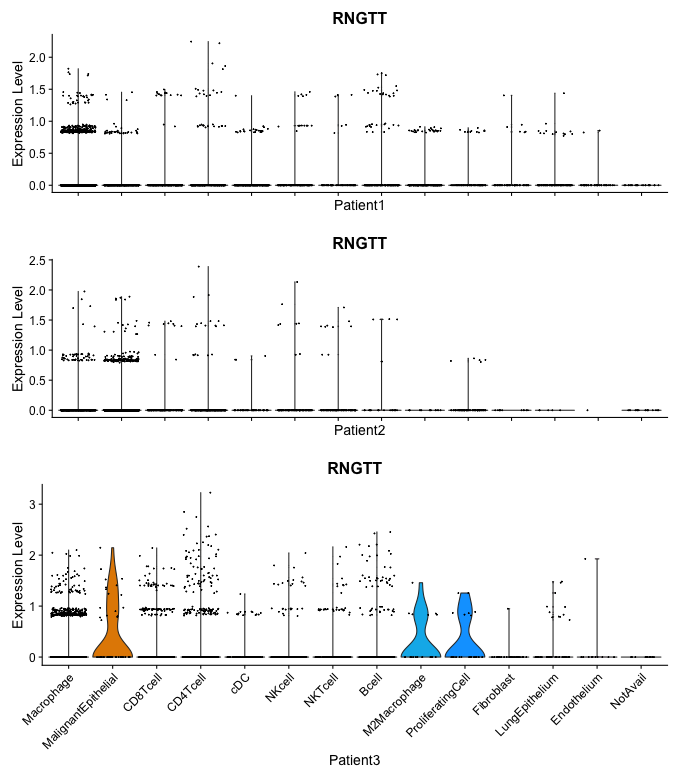 RNGTT
Expression Level
2.0
1.5
1.0
0.5
0.0
Patient1
RNGTT
Expression Level
2.5
2.0
1.5
1.0
0.5
0.0
Patient2
RNGTT
Expression Level
3
2
1
0
Macrophage
MalignantEpithelial
CD8Tcell
CD4Tcell
cDC
NKcell
NKTcell
Bcell
M2Macrophage
ProliferatingCell
Fibroblast
LungEpithelium
Endothelium
NotAvail
Patient3